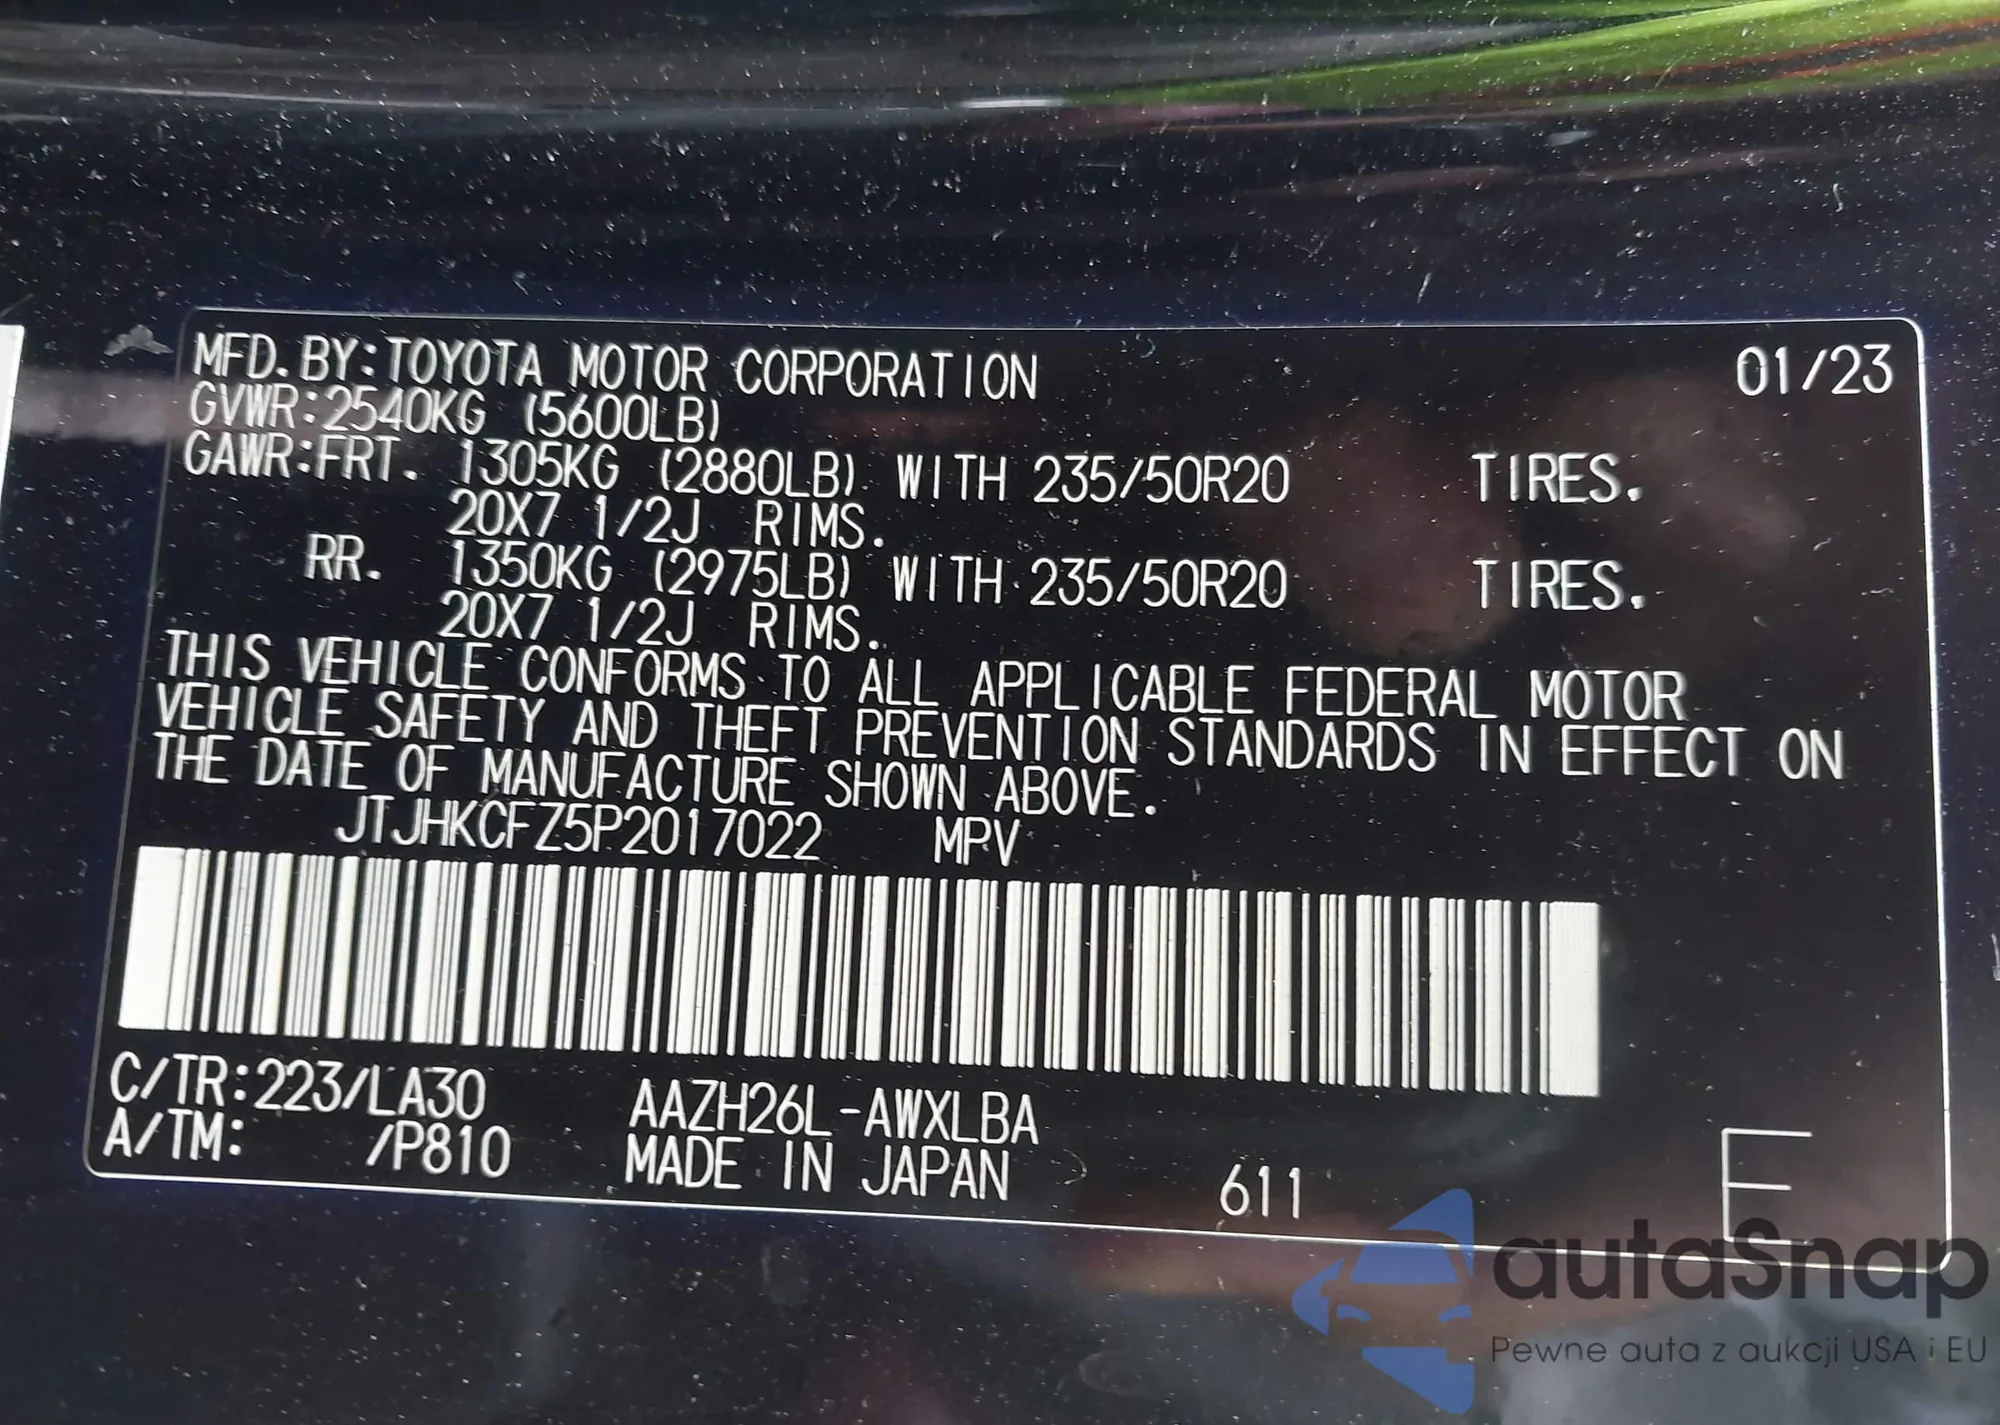 MFD.BY:TOYOTA MOTOR CORPORATION 01/23
GVWR:2540KG (5600LB)
GAWR:FRT. 1305KG (2880LB) WITH 235/50R20 TIRES.
20X7 1/2J RIMS.
RR. 1350KG (2975LB) WITH 235/50R20 TIRES.
20X7 1/2J RIMS.
THIS VEHICLE CONFORMS TO ALL APPLICABLE FEDERAL MOTOR
VEHICLE SAFETY AND THEFT PREVENTION STANDARDS IN EFFECT ON
THE DATE OF MANUFACTURE SHOWN ABOVE.
JTJHKCFZ5P2017022 MPV
C/TR:223/LA30 AAZH26L-AWXLBA
A/TM: /P810 MADE IN JAPAN 611 E
autaSnap
Pewne auta z aukcji USA i EU